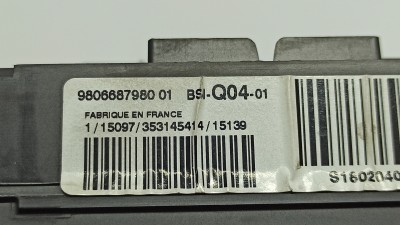 9806687980 01 BSI-Q04-01
FABRIQUE EN FRANCE
1/15097/353145414/15139
S1602040